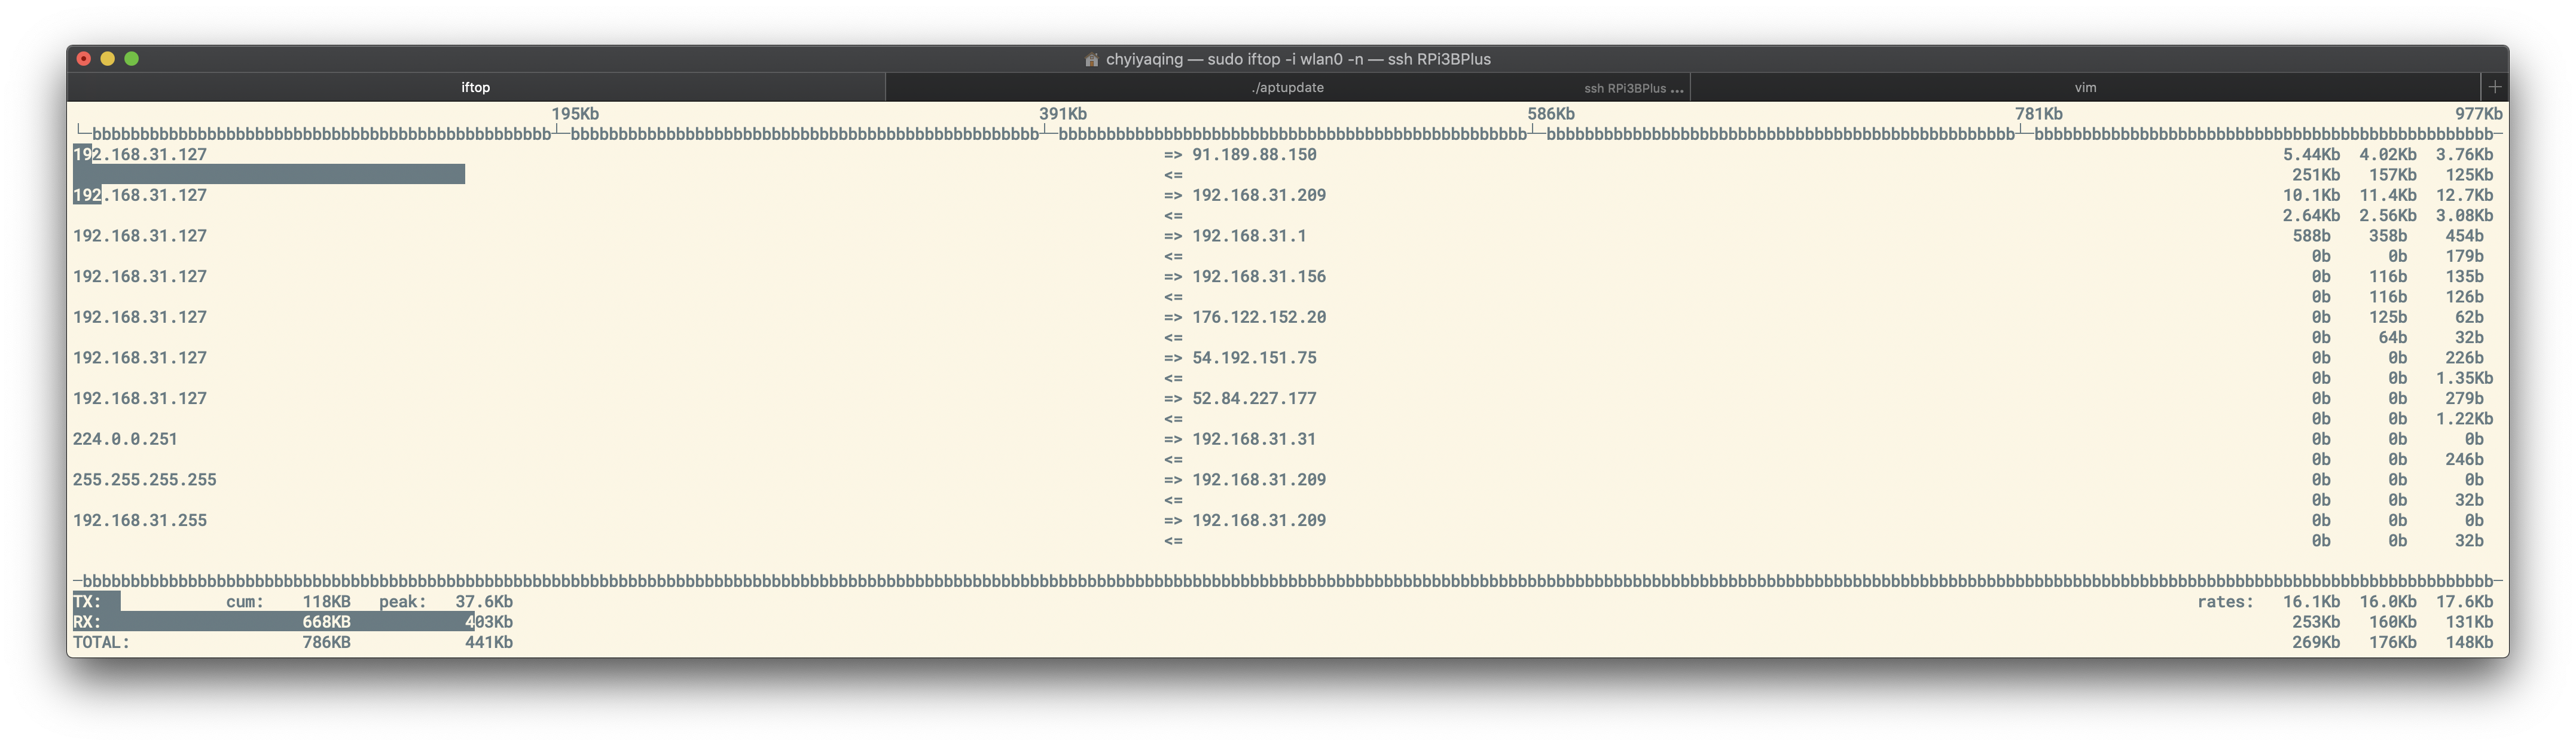 chyiyaqing — sudo iftop -i wlan0 -n — ssh RPi3BPlus
iftop ./aptupdate ssh RPi3BPlus ... vim +
195Kb 391Kb 586Kb 781Kb 977Kb
└─bbbbbbbbbbbbbbbbbbbbbbbbbbbbbbbbbbbbbbbbbbbbbbbb─┴─bbbbbbbbbbbbbbbbbbbbbbbbbbbbbbbbbbbbbbbbbbbbbbbbb─┴─bbbbbbbbbbbbbbbbbbbbbbbbbbbbbbbbbbbbbbbbbbbbbbbbb─┴─bbbbbbbbbbbbbbbbbbbbbbbbbbbbbbbbbbbbbbbbbbbbbbbbb─┴─bbbbbbbbbbbbbbbbbbbbbbbbbbbbbbbbbbbbbbbbbbbbbbbb─
192.168.31.127 => 91.189.88.150 5.44Kb 4.02Kb 3.76Kb
<= 251Kb 157Kb 125Kb
192.168.31.127 => 192.168.31.209 10.1Kb 11.4Kb 12.7Kb
<= 2.64Kb 2.56Kb 3.08Kb
192.168.31.127 => 192.168.31.1 588b 358b 454b
<= 0b 0b 179b
192.168.31.127 => 192.168.31.156 0b 116b 135b
<= 0b 116b 126b
192.168.31.127 => 176.122.152.20 0b 125b 62b
<= 0b 64b 32b
192.168.31.127 => 54.192.151.75 0b 0b 226b
<= 0b 0b 1.35Kb
192.168.31.127 => 52.84.227.177 0b 0b 279b
<= 0b 0b 1.22Kb
224.0.0.251 => 192.168.31.31 0b 0b 0b
<= 0b 0b 246b
255.255.255.255 => 192.168.31.209 0b 0b 0b
<= 0b 0b 32b
192.168.31.255 => 192.168.31.209 0b 0b 0b
<= 0b 0b 32b
─bbbbbbbbbbbbbbbbbbbbbbbbbbbbbbbbbbbbbbbbbbbbbbbbbbbbbbbbbbbbbbbbbbbbbbbbbbbbbbbbbbbbbbbbbbbbbbbbbbbbbbbbbbbbbbbbbbbbbbbbbbbbbbbbbbbbbbbbbbbbbbbbbbbbbbbbbbbbbbbbbbbbbbbbbbbbbbbbbbbbbbbbbbbbbbbbbbbbbbbbbbbbbbbbbbbbbbbbbbbbbbbbbbbbbbbbbbbbbbbbbbbb─
TX: cum: 118KB peak: 37.6Kb rates: 16.1Kb 16.0Kb 17.6Kb
RX: 668KB 403Kb 253Kb 160Kb 131Kb
TOTAL: 786KB 441Kb 269Kb 176Kb 148Kb